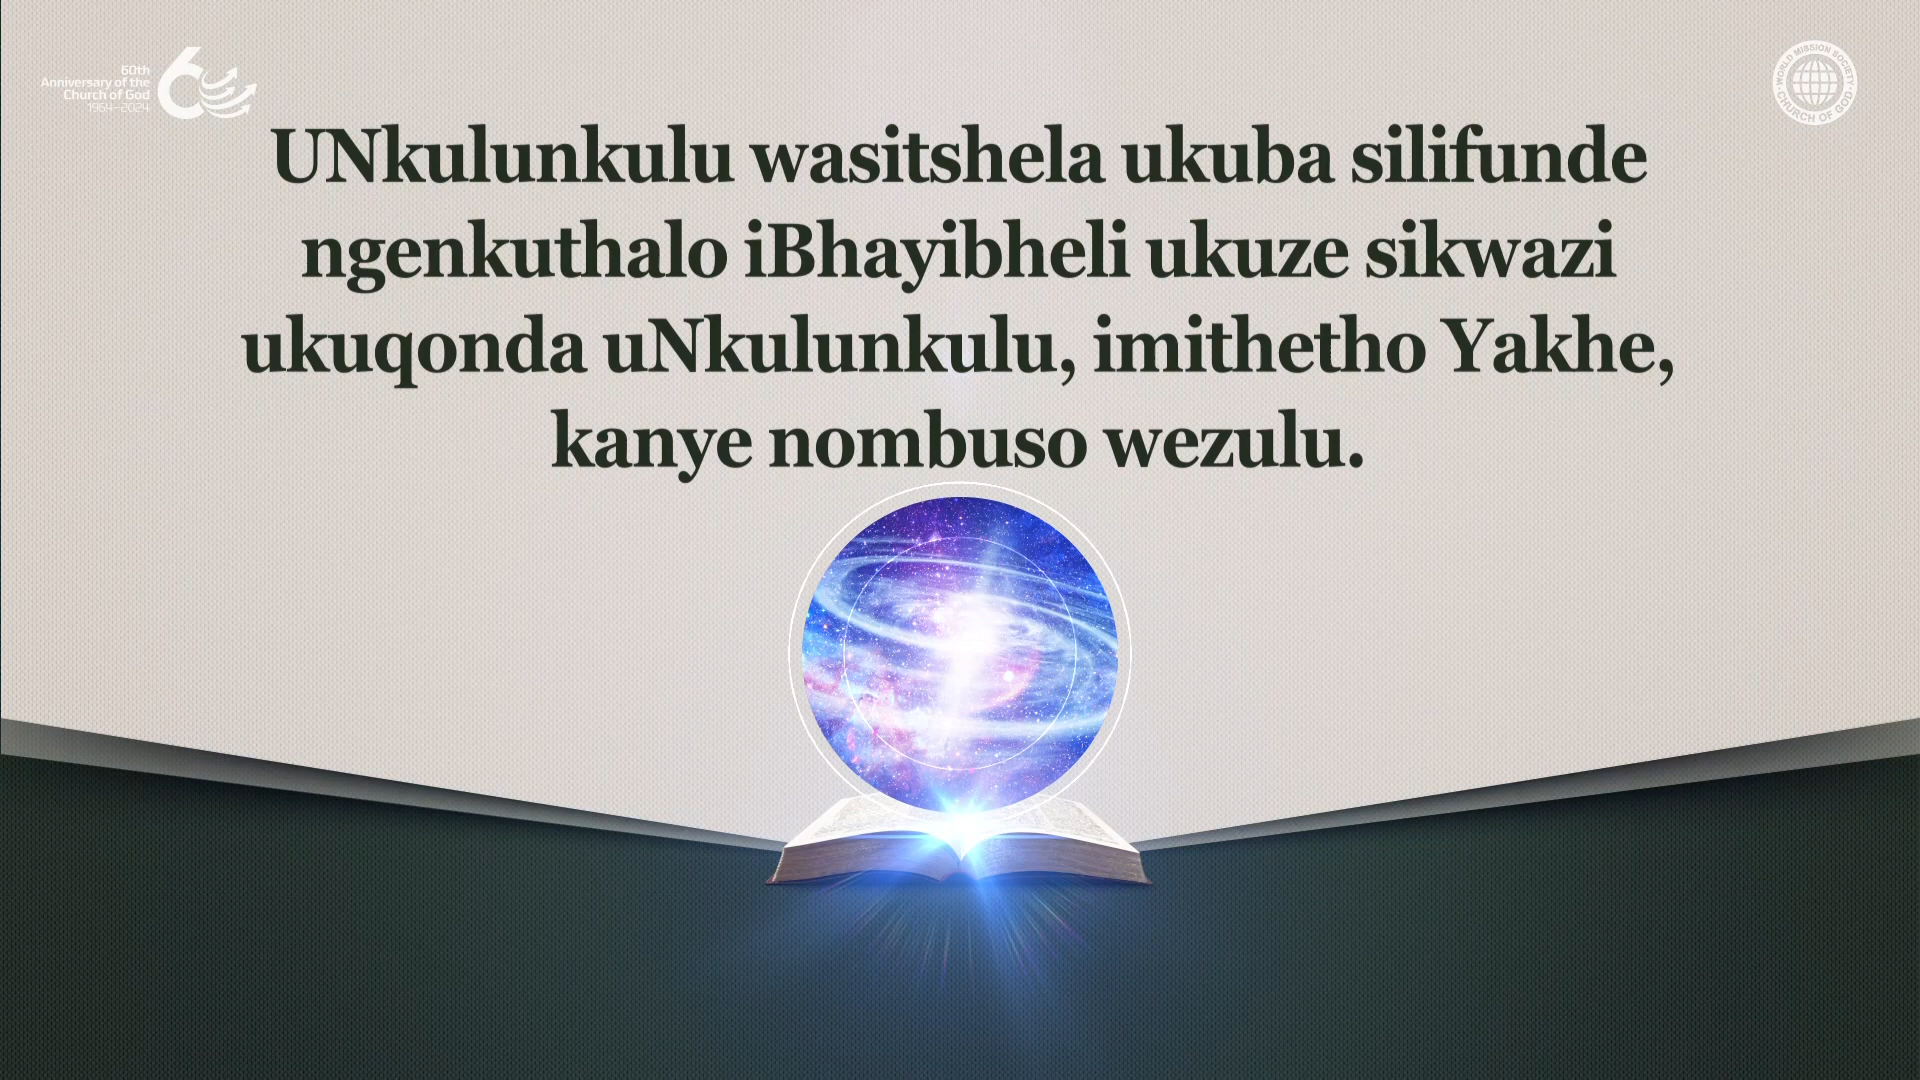 60th
Anniversary of the
Church of God
1964–2024
WORLD MISSION SOCIETY
CHURCH OF GOD
UNkulunkulu wasitshela ukuba silifunde
ngenkuthalo iBhayibheli ukuze sikwazi
ukuqonda uNkulunkulu, imithetho Yakhe,
kanye nombuso wezulu.